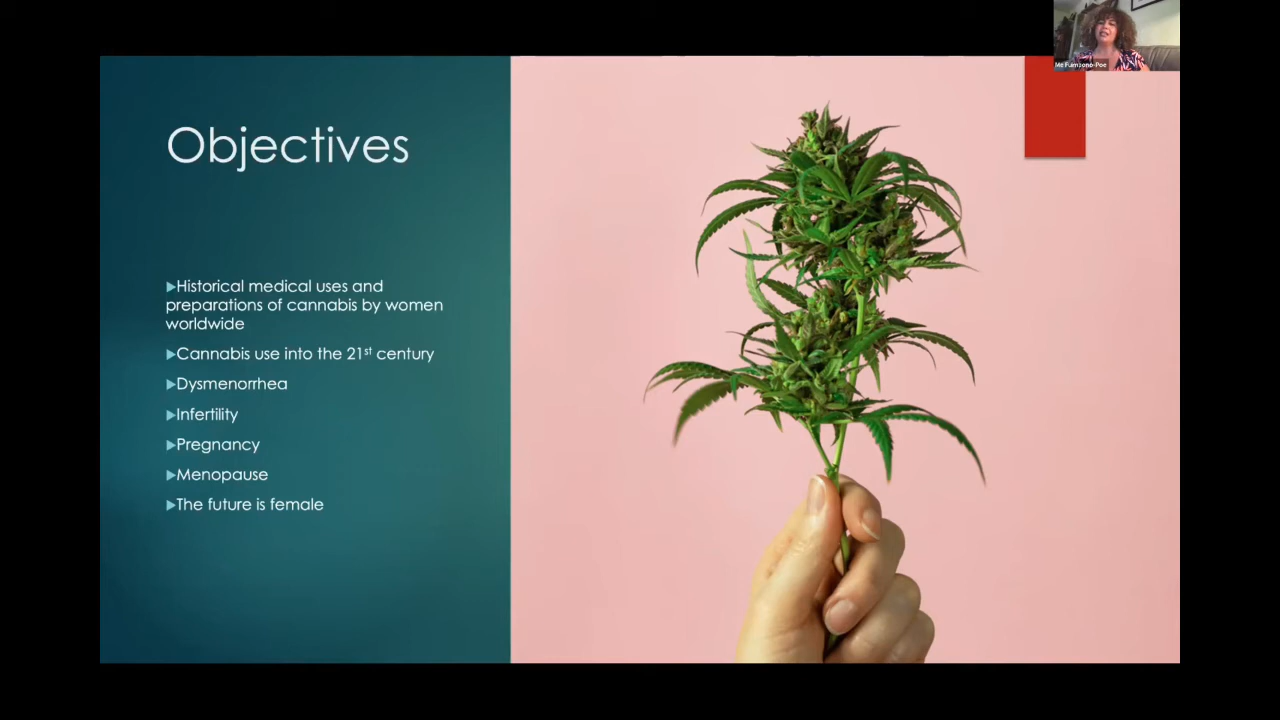 Objectives
▶Historical medical uses and
preparations of cannabis by women
worldwide
▶Cannabis use into the 21st century
▶Dysmenorrhea
▶Infertility
▶Pregnancy
▶Menopause
▶The future is female